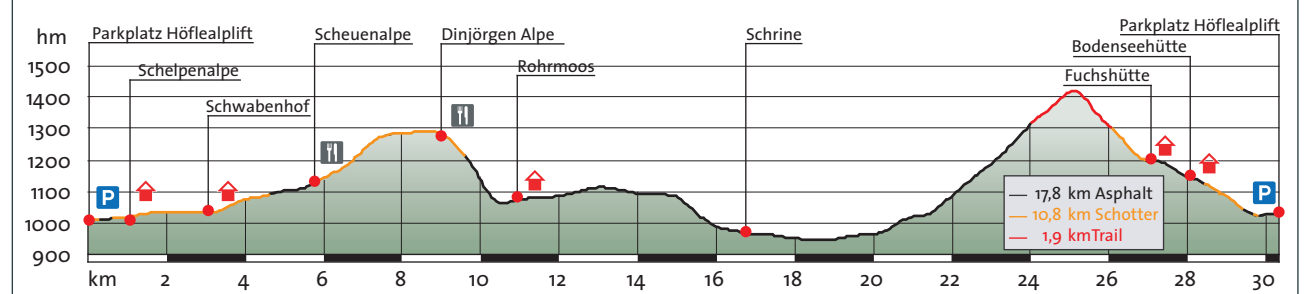 Parkplatz Höflealplift
hm
Parkplatz Höflealplift
Scheuenalpe
Dinjörgen Alpe
Schrine
Bodenseehütte
Schelpenalpe
Rohrmoos
Fuchshütte
Schwabenhof
1500
1400
1300
1200
1100
1000
900
P
P
17,8 km Asphalt
10,8 km Schotter
1,9 kmTrail
km 2 4 6 8 10 12 14 16 18 20 22 24 26 28 30